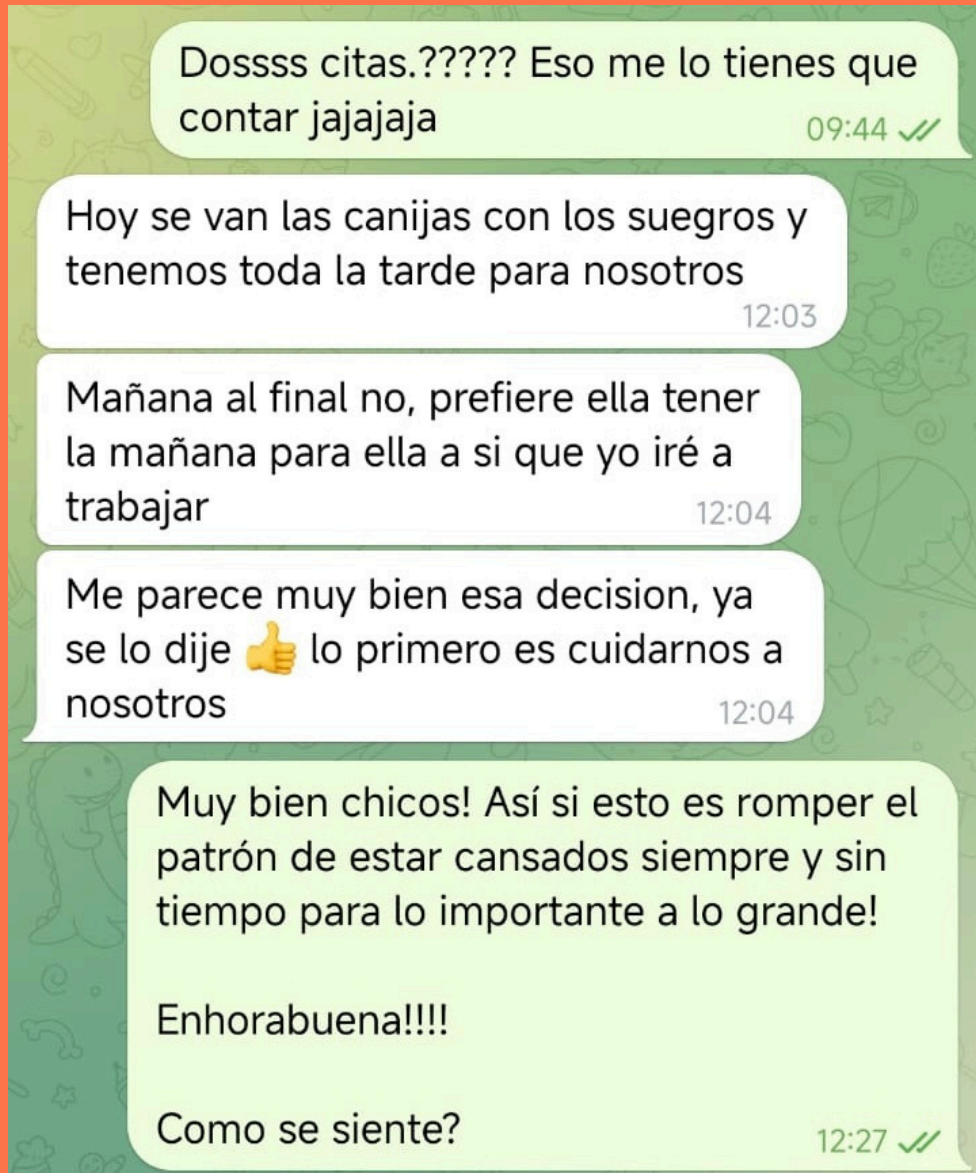 Dossss citas.????? Eso me lo tienes que
contar jajajaja
09:44
Hoy se van las canijas con los suegros y
tenemos toda la tarde para nosotros
12:03
Mañana al final no, prefiere ella tener
la mañana para ella a si que yo iré a
trabajar
12:04
Me parece muy bien esa decision, ya
se lo dije 👍 lo primero es cuidarnos a
nosotros
12:04
Muy bien chicos! Así si esto es romper el
patrón de estar cansados siempre y sin
tiempo para lo importante a lo grande!
Enhorabuena!!!!
Como se siente?
12:27